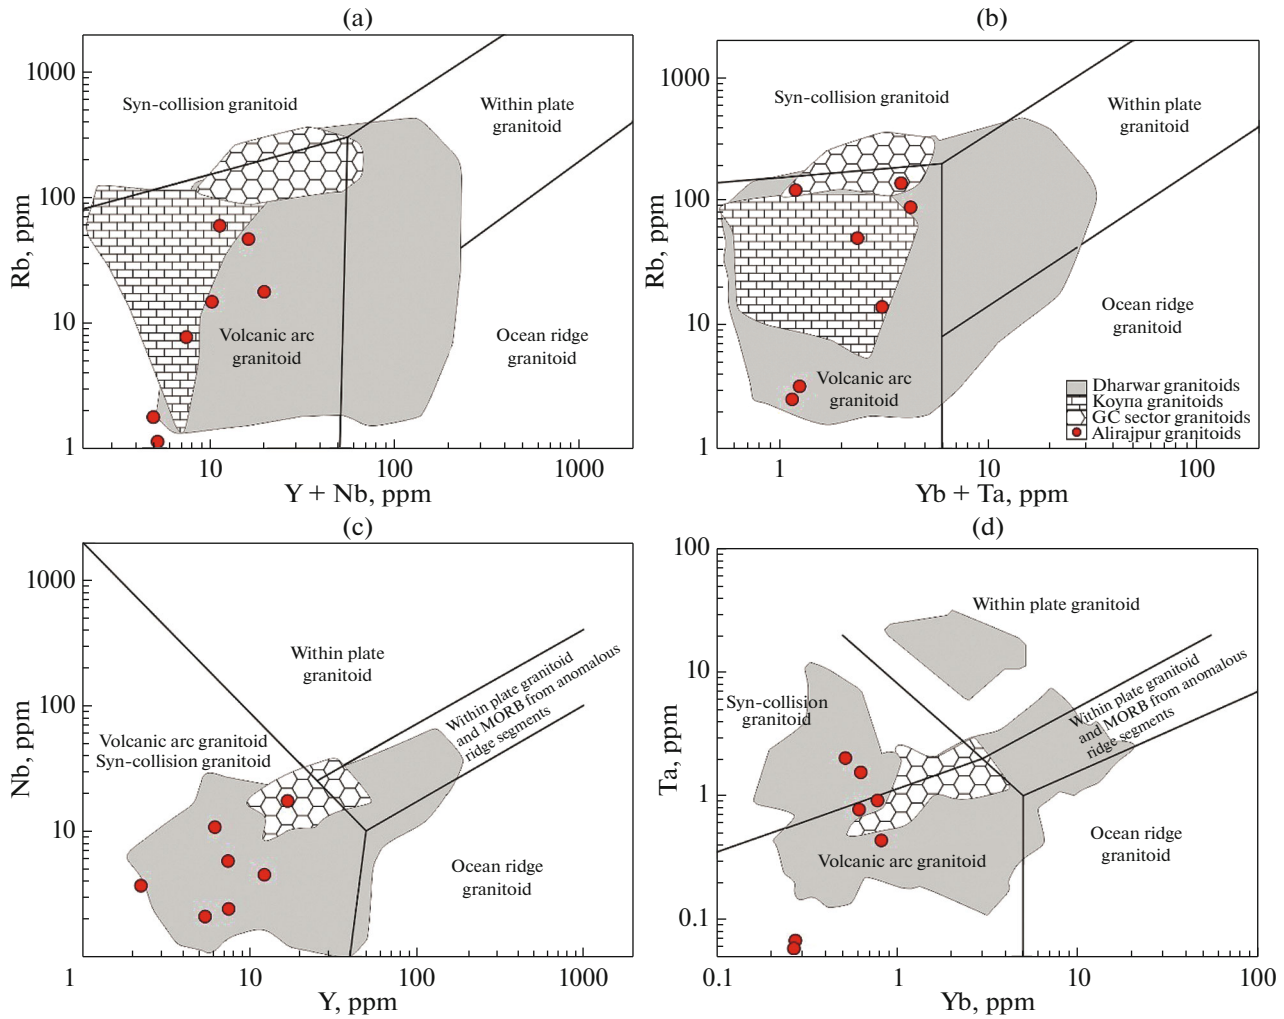 (a)
1000
100
10
1
Rb, ppm
Syn-collision granitoid
Within plate
granitoid
Volcanic arc
granitoid
Ocean ridge
granitoid
10
100
1000
Y + Nb, ppm
(b)
1000
100
10
1
Rb, ppm
Syn-collision granitoid
Within plate
granitoid
Ocean ridge
granitoid
Volcanic arc
granitoid
Dharwar granitoids
Koyna granitoids
GC sector granitoids
Alirajpur granitoids
1
10
100
Yb + Ta, ppm
(c)
1000
100
10
Nb, ppm
Within plate
granitoid
Within plate granitoid
and MORB from anomalous
ridge segments
Volcanic arc granitoid
Syn-collision granitoid
Ocean ridge
granitoid
1
10
100
1000
Y, ppm
(d)
100
10
1
0.1
Ta, ppm
Within plate granitoid
Syn-collision
granitoid
Within plate granitoid
and MORB from anomalous
ridge segments
Volcanic arc granitoid
Ocean ridge
granitoid
0.1
1
10
100
Yb, ppm